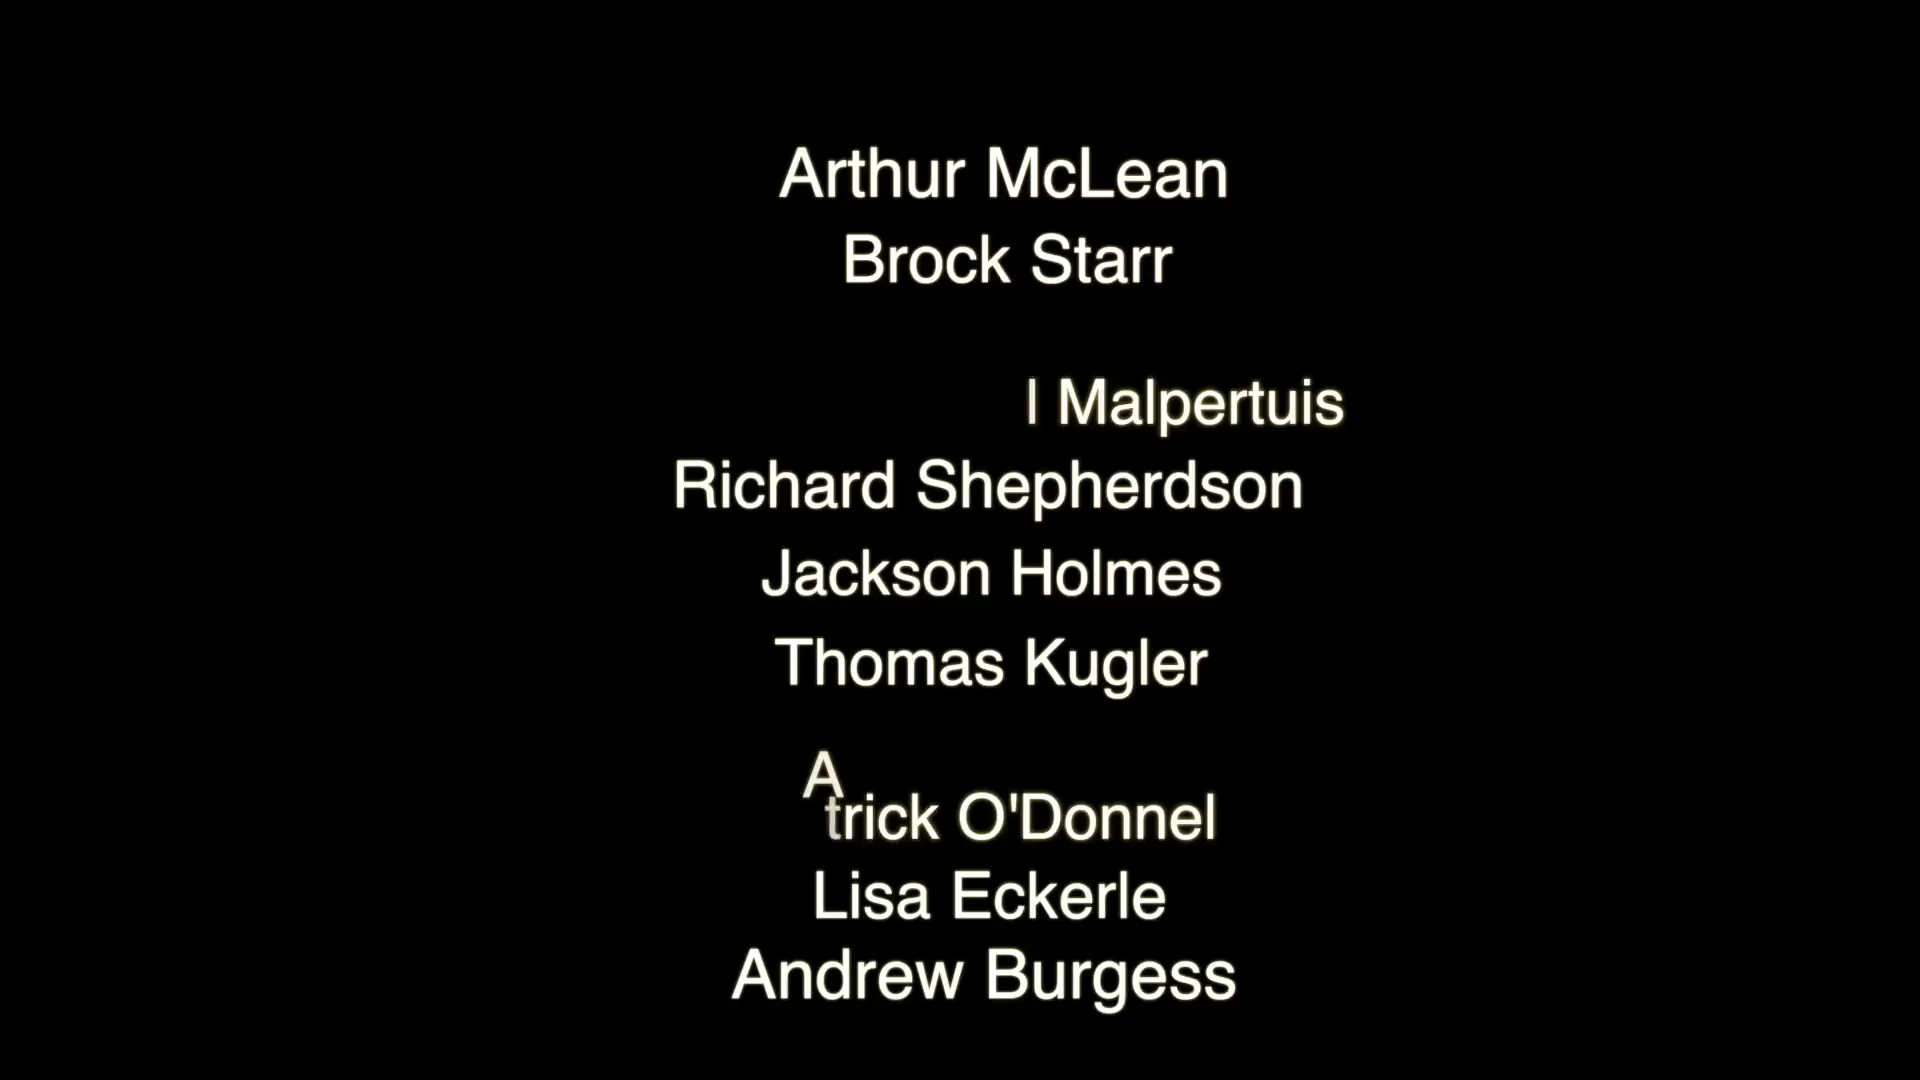 Arthur McLean
Brock Starr
l Malpertuis
Richard Shepherdson
Jackson Holmes
Thomas Kugler
A
trick O'Donnel
Lisa Eckerle
Andrew Burgess